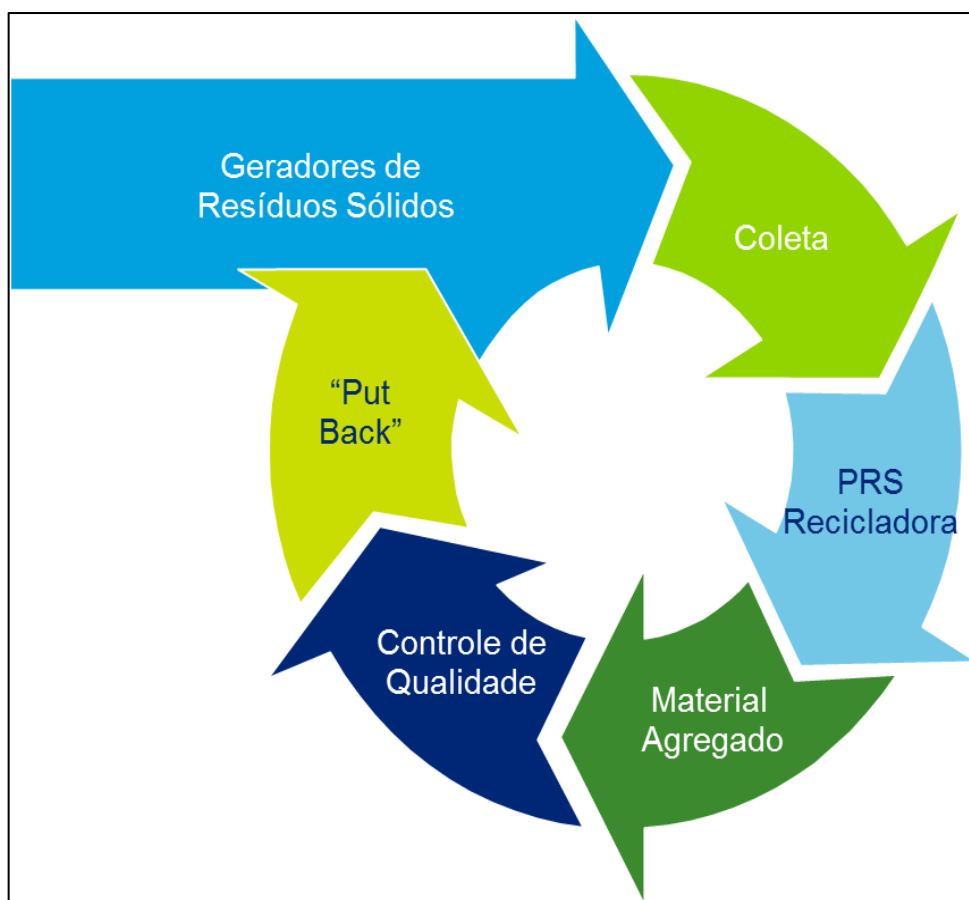 Geradores de
Resíduos Sólidos
Coleta
PRS
Recicladora
Material
Agregado
Controle de
Qualidade
“Put
Back”